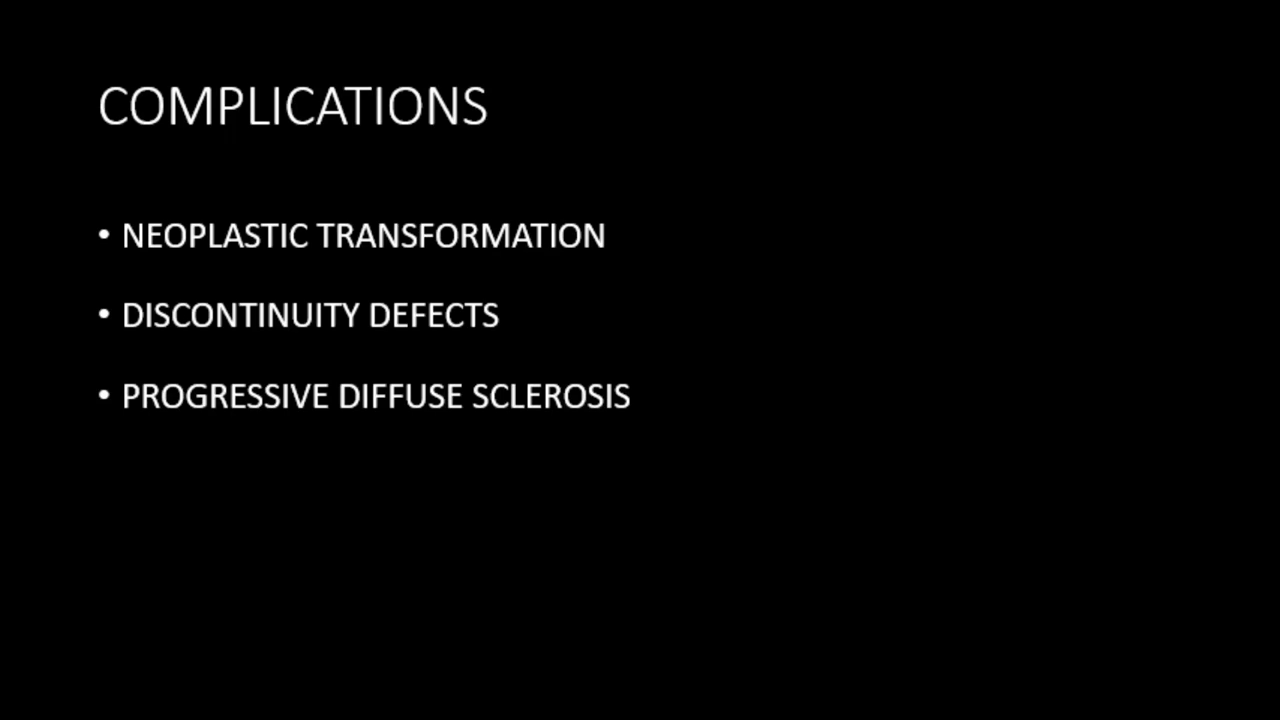 COMPLICATIONS
• NEOPLASTIC TRANSFORMATION
• DISCONTINUITY DEFECTS
• PROGRESSIVE DIFFUSE SCLEROSIS